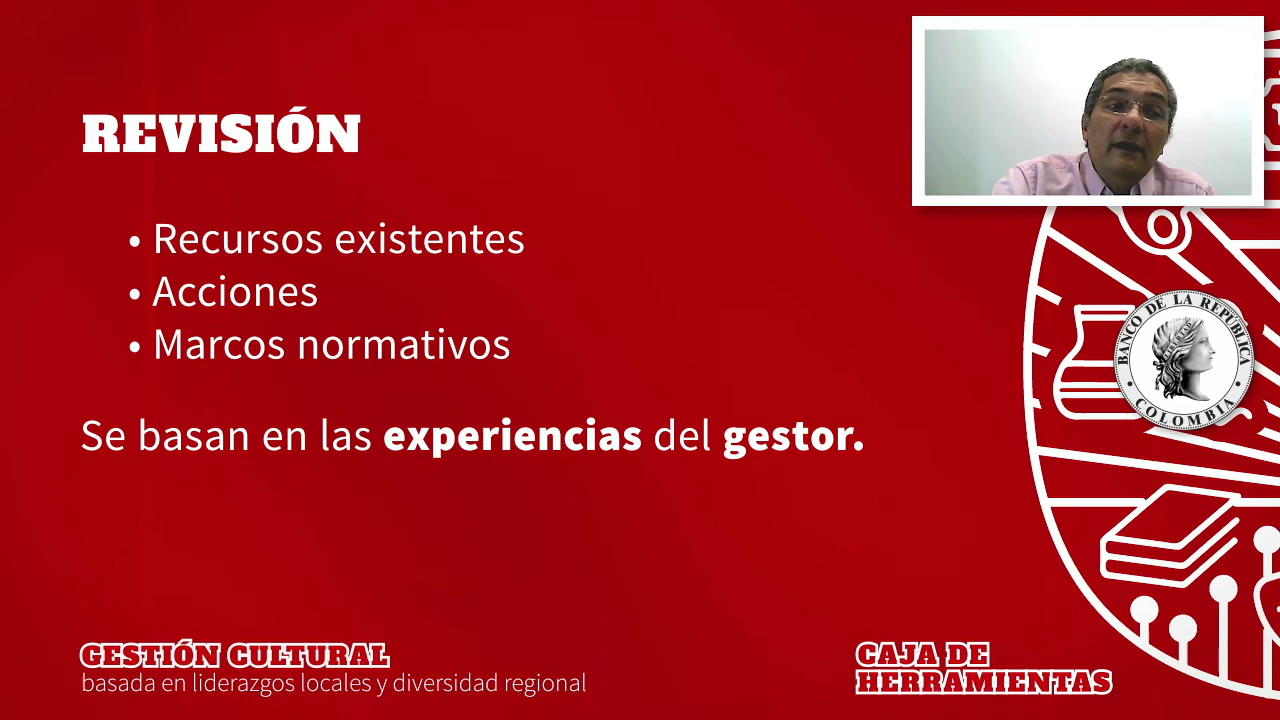 REVISIÓN
• Recursos existentes
• Acciones
• Marcos normativos
Se basan en las experiencias del gestor.
BANCO DE LA REPÚBLICA
COLOMBIA
GESTIÓN CULTURAL
basada en liderazgos locales y diversidad regional
CAJA DE
HERRAMIENTAS